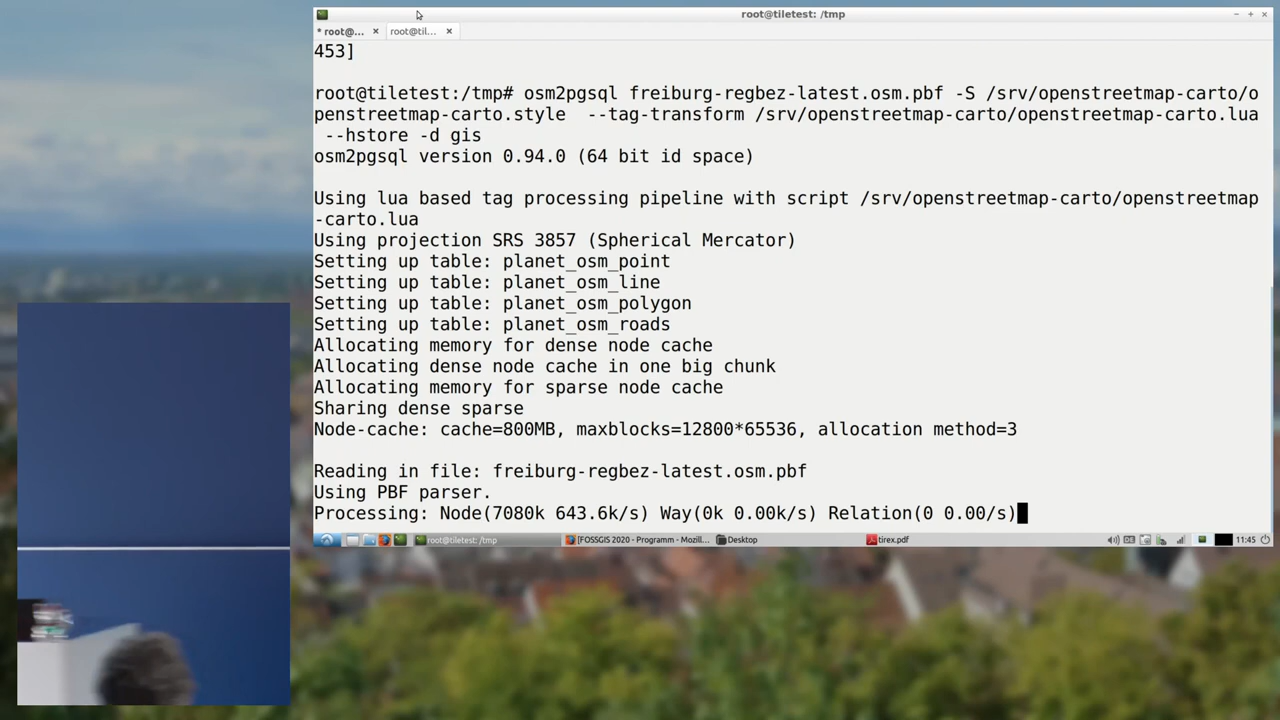 root@tiletest: /tmp
* root@...
root@til...
453]
root@tiletest:/tmp# osm2pgsql freiburg-regbez-latest.osm.pbf -S /srv/openstreetmap-carto/o
penstreetmap-carto.style  --tag-transform /srv/openstreetmap-carto/openstreetmap-carto.lua
 --hstore -d gis
osm2pgsql version 0.94.0 (64 bit id space)
Using lua based tag processing pipeline with script /srv/openstreetmap-carto/openstreetmap
-carto.lua
Using projection SRS 3857 (Spherical Mercator)
Setting up table: planet_osm_point
Setting up table: planet_osm_line
Setting up table: planet_osm_polygon
Setting up table: planet_osm_roads
Allocating memory for dense node cache
Allocating dense node cache in one big chunk
Allocating memory for sparse node cache
Sharing dense sparse
Node-cache: cache=800MB, maxblocks=12800*65536, allocation method=3
Reading in file: freiburg-regbez-latest.osm.pbf
Using PBF parser.
Processing: Node(7080k 643.6k/s) Way(0k 0.00k/s) Relation(0 0.00/s)
root@tiletest: /tmp
[FOSSGIS 2020 - Programm - Mozill...
Desktop
tirex.pdf
DE
11:45